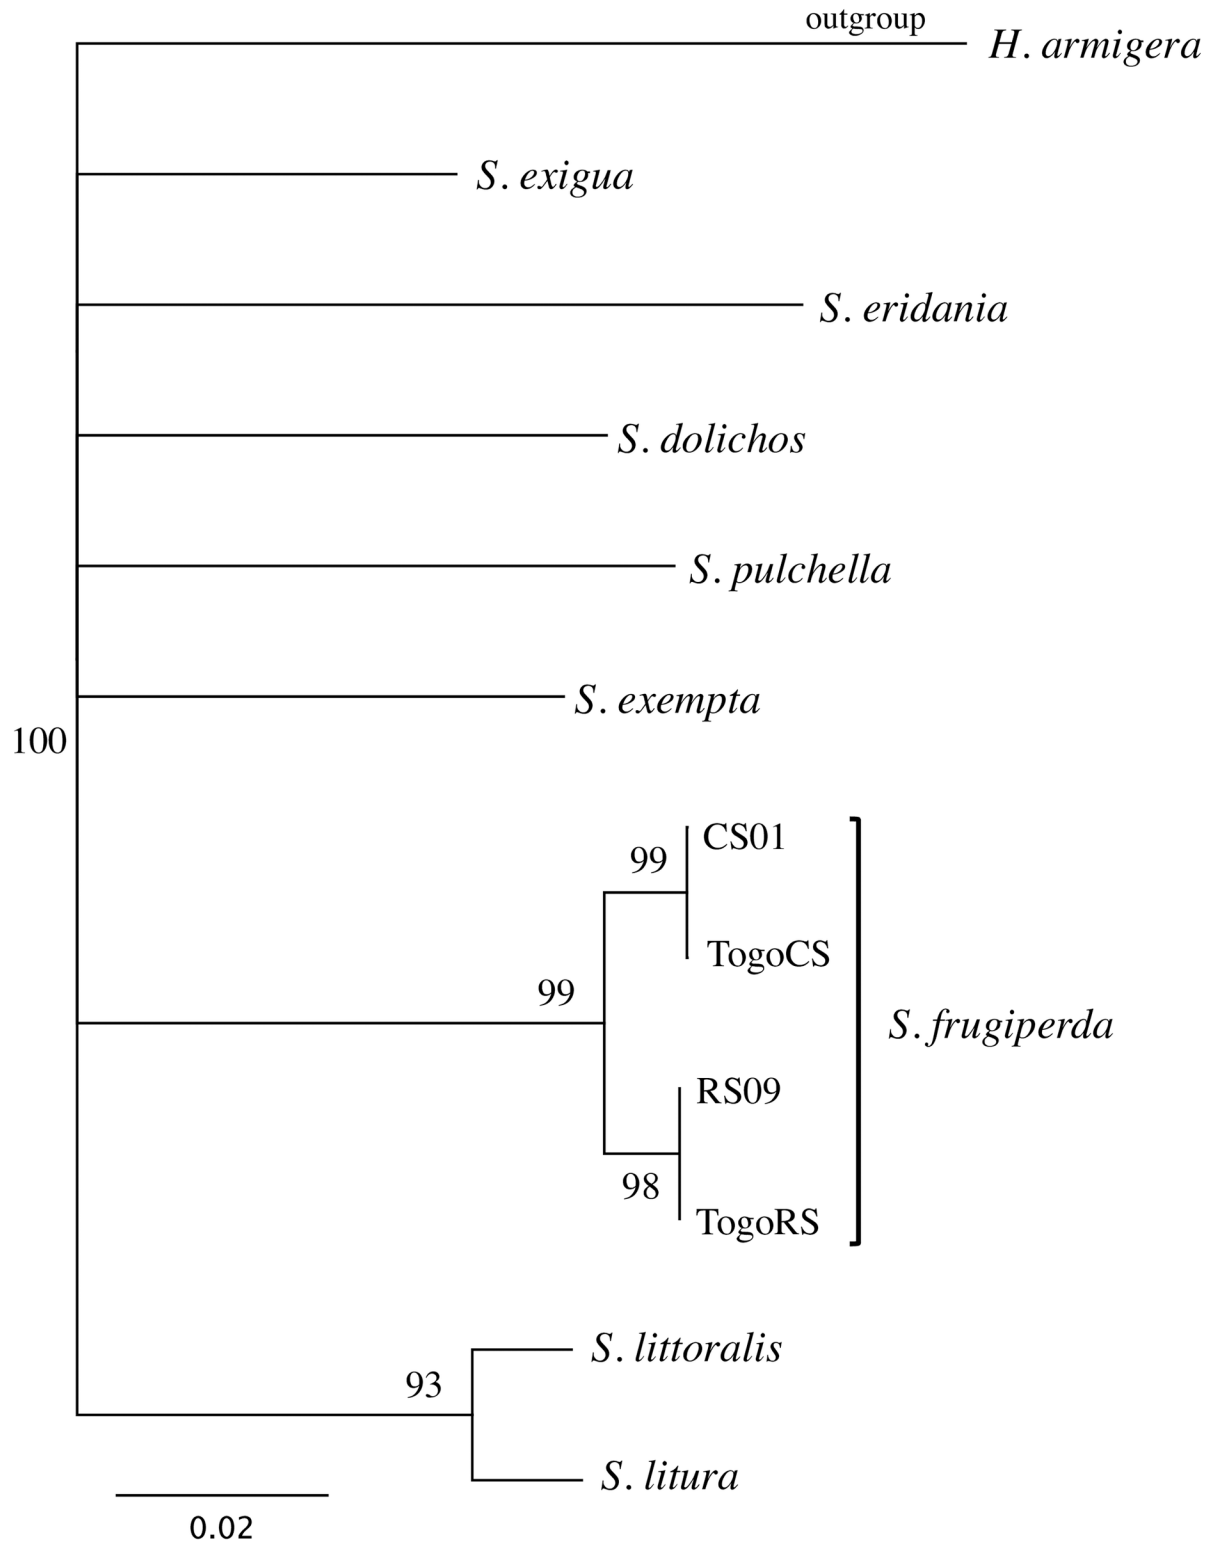 outgroup
H. armigera
S. exigua
S. eridania
S. dolichos
S. pulchella
S. exempta
100
CS01
99
TogoCS
99
S. frugiperda
RS09
98
TogoRS
S. littoralis
93
S. litura
0.02